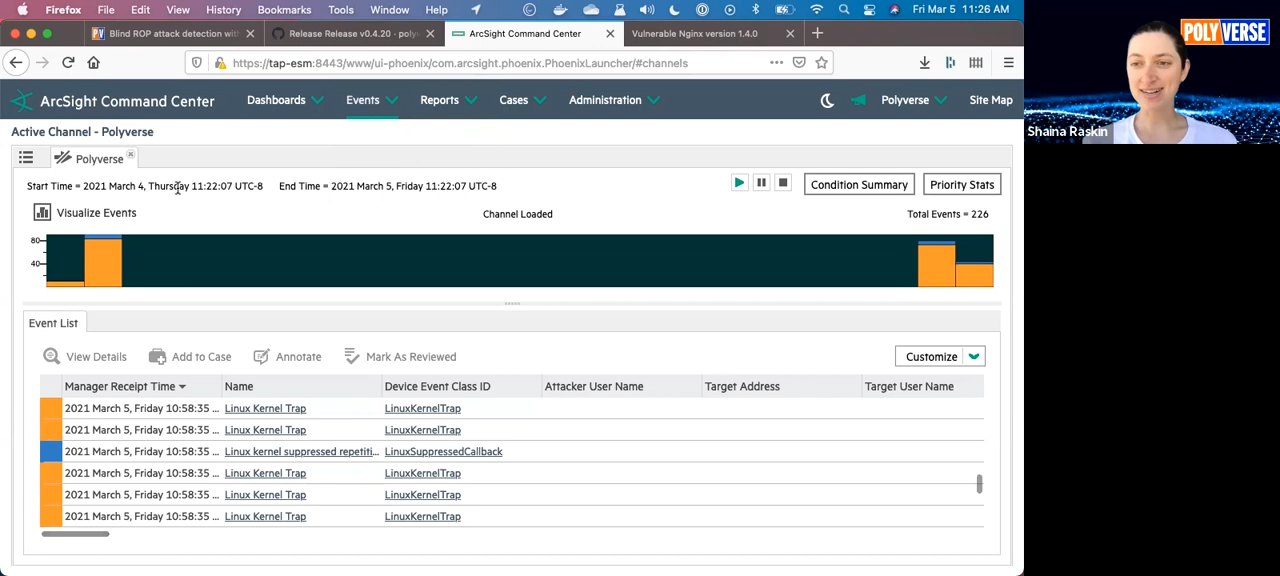 Firefox File Edit View History Bookmarks Tools Window Help Fri Mar 5 11:26 AM
Blind ROP attack detection with Release Release v0.4.20 · poly ArcSight Command Center Vulnerable Nginx version 1.4.0
https://tap-esm:8443/www/ui-phoenix/com.arcsight.phoenix.PhoenixLauncher/#channels
ArcSight Command Center Dashboards Events Reports Cases Administration Polyverse Site Map
Active Channel - Polyverse
Polyverse
Start Time = 2021 March 4, Thursday 11:22:07 UTC-8 End Time = 2021 March 5, Friday 11:22:07 UTC-8 Condition Summary Priority Stats
Visualize Events Channel Loaded Total Events = 226
80
40
Event List
View Details Add to Case Annotate Mark As Reviewed Customize
Manager Receipt Time Name Device Event Class ID Attacker User Name Target Address Target User Name
2021 March 5, Friday 10:58:35 ... Linux Kernel Trap LinuxKernelTrap
2021 March 5, Friday 10:58:35 ... Linux Kernel Trap LinuxKernelTrap
2021 March 5, Friday 10:58:35 ... Linux kernel suppressed repetiti... LinuxSuppressedCallback
2021 March 5, Friday 10:58:35 ... Linux Kernel Trap LinuxKernelTrap
2021 March 5, Friday 10:58:35 ... Linux Kernel Trap LinuxKernelTrap
2021 March 5, Friday 10:58:35 ... Linux Kernel Trap LinuxKernelTrap
POLYVERSE
Shaina Raskin